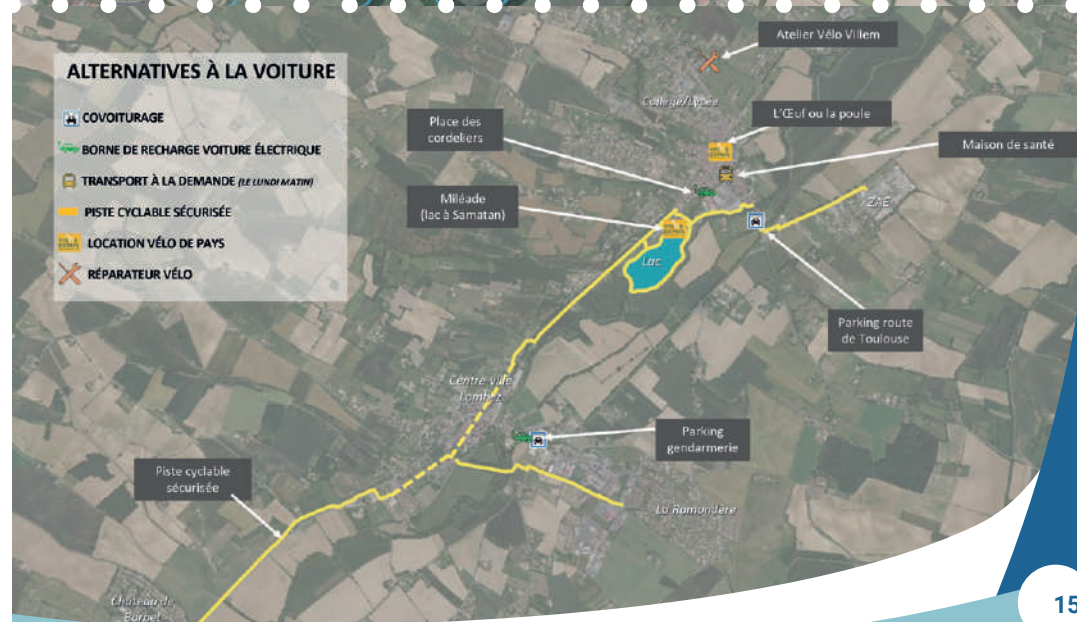 ALTERNATIVES À LA VOITURE
COVOITURAGE
BORNE DE RECHARGE VOITURE ÉLECTRIQUE
TRANSPORT À LA DEMANDE (LE LUNDI MATIN)
PISTE CYCLABLE SÉCURISÉE
LOCATION VÉLO DE PAYS
RÉPARATEUR VÉLO
Atelier Vélo Villem
Collège/Lycée
Place des
cordeliers
L'Œuf ou la poule
Maison de santé
Miléade
(lac à Samatan)
ZAE
Lac
Parking route
de Toulouse
Centre ville
Lombez
Parking
gendarmerie
Piste cyclable
sécurisée
La Ramondère
Château de
Barbet
15